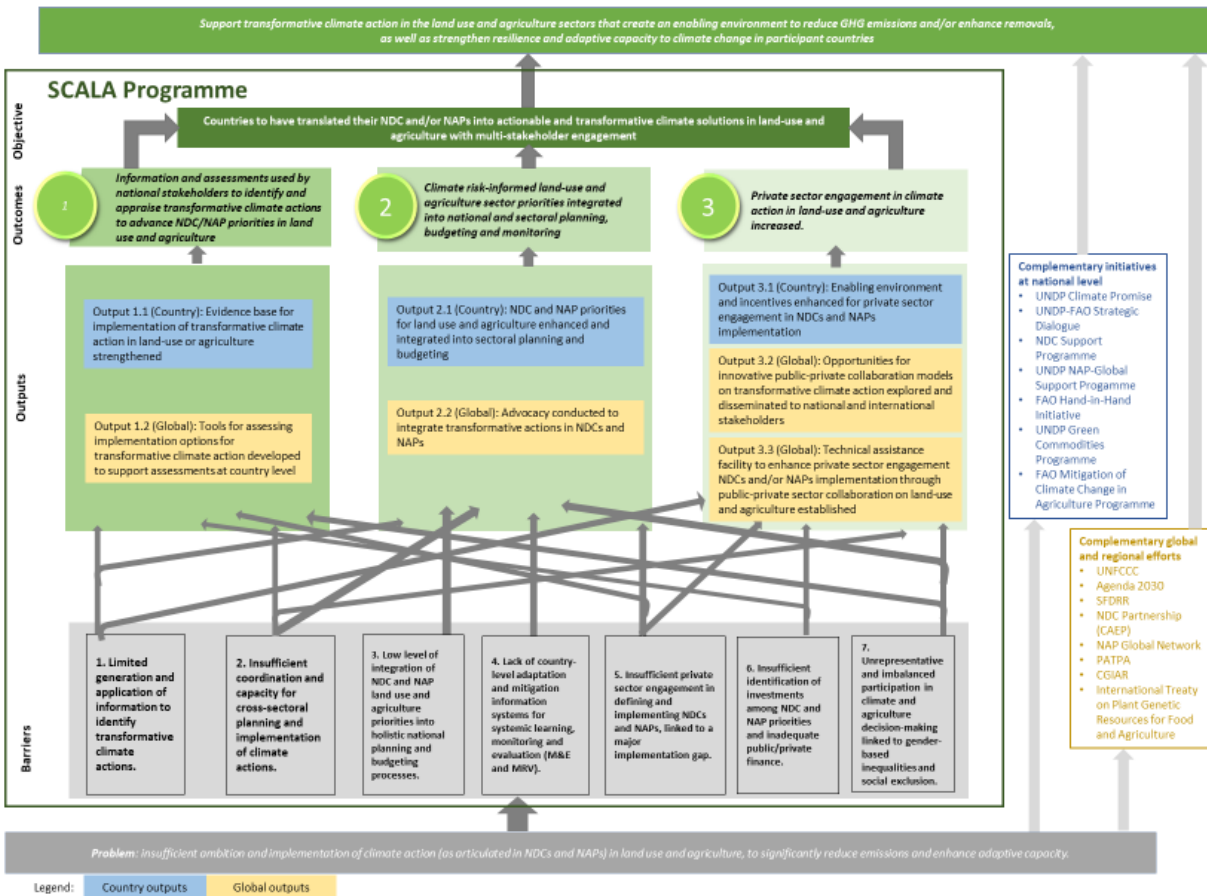 Support transformative climate action in the land use and agriculture sectors that create an enabling environment to reduce GHG emissions and/or enhance removals,
as well as strengthen resilience and adaptive capacity to climate change in participant countries
SCALA Programme
Objective
Countries to have translated their NDC and/or NAPs into actionable and transformative climate solutions in land-use and
agriculture with multi-stakeholder engagement
Outcomes
1
Information and assessments used by
national stakeholders to identify and
appraise transformative climate actions
to advance NDC/NAP priorities in land
use and agriculture
2
Climate risk-informed land-use and
agriculture sector priorities integrated
into national and sectoral planning,
budgeting and monitoring
3
Private sector engagement in climate
action in land-use and agriculture
increased.
Outputs
Output 1.1 (Country): Evidence base for
implementation of transformative climate
action in land-use or agriculture
strengthened
Output 1.2 (Global): Tools for assessing
implementation options for
transformative climate action developed
to support assessments at country level
Output 2.1 (Country): NDC and NAP priorities
for land use and agriculture enhanced and
integrated into sectoral planning and
budgeting
Output 2.2 (Global): Advocacy conducted to
integrate transformative actions in NDCs and
NAPs
Output 3.1 (Country): Enabling environment
and incentives enhanced for private sector
engagement in NDCs and NAPs
implementation
Output 3.2 (Global): Opportunities for
innovative public-private collaboration models
on transformative climate action explored and
disseminated to national and international
stakeholders
Output 3.3 (Global): Technical assistance
facility to enhance private sector engagement
NDCs and/or NAPs implementation through
public-private sector collaboration on land-use
and agriculture established
Barriers
1. Limited
generation and
application of
information to
identify
transformative
climate
actions.
2. Insufficient
coordination and
capacity for
cross-sectoral
planning and
implementation
of climate
actions.
3. Low level of
integration of
NDC and NAP
land use and
agriculture
priorities into
holistic national
planning and
budgeting
processes.
4. Lack of country-
level adaptation
and mitigation
information
systems for
systemic learning,
monitoring and
evaluation (M&E
and MRV).
5. Insufficient private
sector engagement in
defining and
implementing NDCs
and NAPs, linked to a
major
implementation gap.
6. Insufficient
identification of
investments
among NDC and
NAP priorities and
inadequate
public/private
finance.
7.
Unrepresentative
and imbalanced
participation in
climate and
agriculture
decision-making
linked to gender-
based
inequalities and
social exclusion.
Complementary initiatives
at national level
• UNDP Climate Promise
• UNDP-FAO Strategic
Dialogue
• NDC Support
Programme
• UNDP NAP-Global
Support Progamme
• FAO Hand-in-Hand
Initiative
• UNDP Green
Commodities
Programme
• FAO Mitigation of
Climate Change in
Agriculture Programme
Complementary global
and regional efforts
• UNFCCC
• Agenda 2030
• SFDRR
• NDC Partnership
(CAEP)
• NAP Global Network
• PATPA
• CGIAR
• International Treaty
on Plant Genetic
Resources for Food
and Agriculture
Problem: insufficient ambition and implementation of climate action (as articulated in NDCs and NAPs) in land use and agriculture, to significantly reduce emissions and enhance adaptive capacity.
Legend:
Country outputs
Global outputs